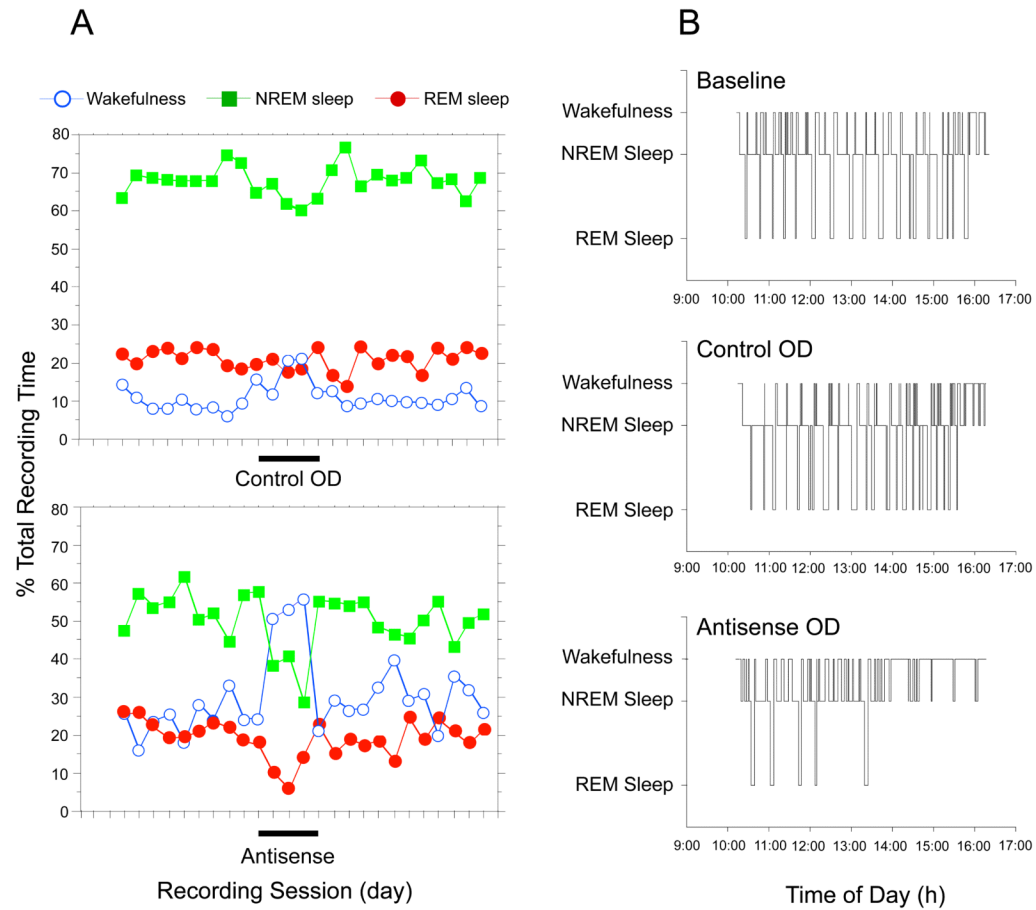 A
Wakefulness NREM sleep REM sleep
% Total Recording Time
80
70
60
50
40
30
20
10
0
Control OD
80
70
60
50
40
30
20
10
0
Antisense
Recording Session (day)
B
Baseline
Wakefulness
NREM Sleep
REM Sleep
9:00 10:00 11:00 12:00 13:00 14:00 15:00 16:00 17:00
Control OD
Wakefulness
NREM Sleep
REM Sleep
9:00 10:00 11:00 12:00 13:00 14:00 15:00 16:00 17:00
Antisense OD
Wakefulness
NREM Sleep
REM Sleep
9:00 10:00 11:00 12:00 13:00 14:00 15:00 16:00 17:00
Time of Day (h)